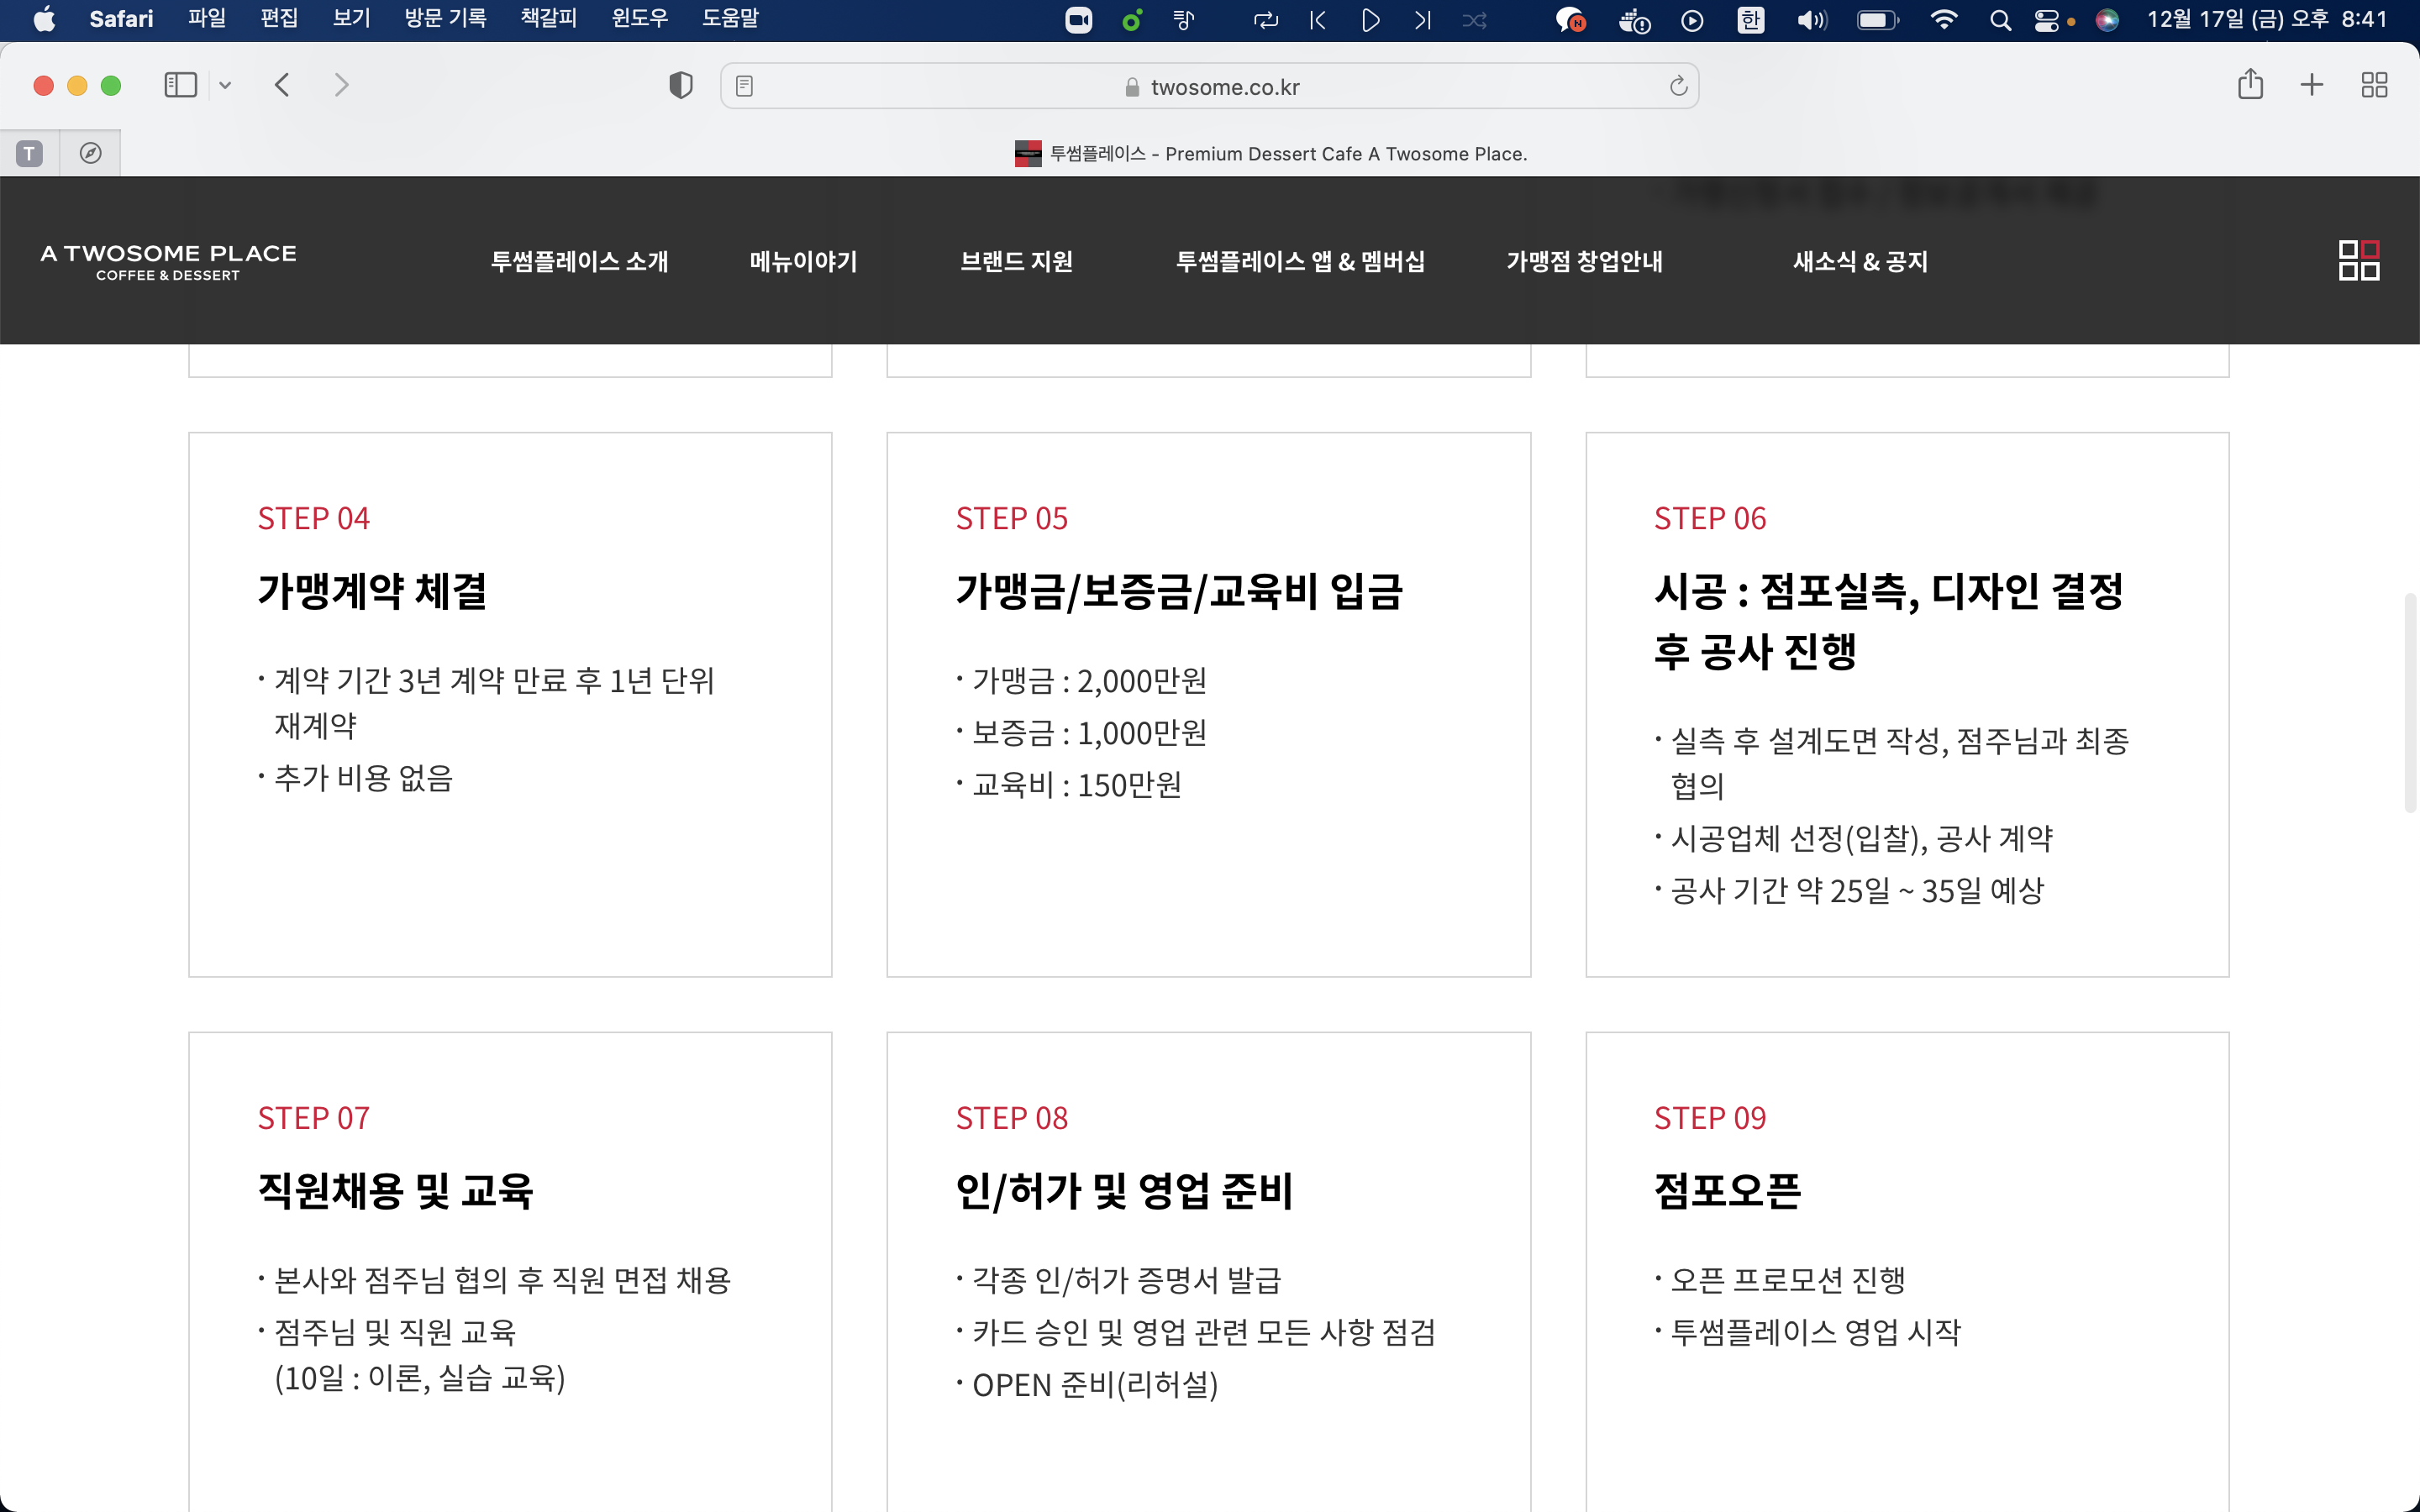 Safari 파일 편집 보기 방문 기록 책갈피 윈도우 도움말 한 12월 17일 (금) 오후 8:41
twosome.co.kr
T 투썸플레이스 - Premium Dessert Cafe A Twosome Place.
A TWOSOME PLACE
COFFEE & DESSERT
투썸플레이스 소개 메뉴이야기 브랜드 지원 투썸플레이스 앱 & 멤버십 가맹점 창업안내 새소식 & 공지
STEP 04
가맹계약 체결
· 계약 기간 3년 계약 만료 후 1년 단위
재계약
· 추가 비용 없음
STEP 05
가맹금/보증금/교육비 입금
· 가맹금 : 2,000만원
· 보증금 : 1,000만원
· 교육비 : 150만원
STEP 06
시공 : 점포실측, 디자인 결정
후 공사 진행
· 실측 후 설계도면 작성, 점주님과 최종
협의
· 시공업체 선정(입찰), 공사 계약
· 공사 기간 약 25일 ~ 35일 예상
STEP 07
직원채용 및 교육
· 본사와 점주님 협의 후 직원 면접 채용
· 점주님 및 직원 교육
(10일 : 이론, 실습 교육)
STEP 08
인/허가 및 영업 준비
· 각종 인/허가 증명서 발급
· 카드 승인 및 영업 관련 모든 사항 점검
· OPEN 준비(리허설)
STEP 09
점포오픈
· 오픈 프로모션 진행
· 투썸플레이스 영업 시작